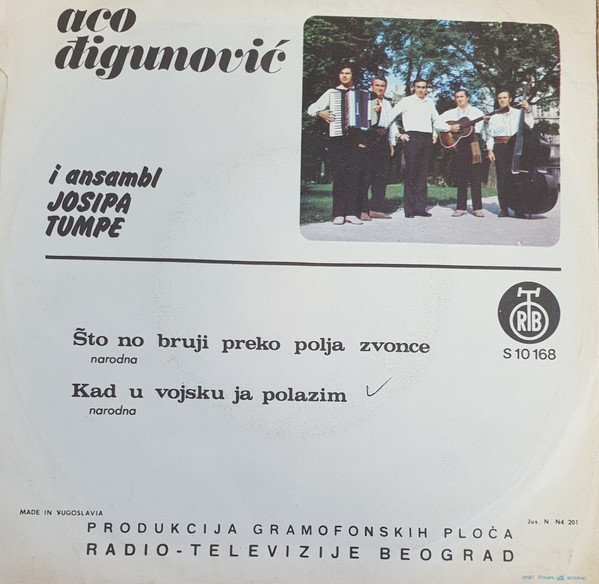 aco
đigunović
i ansambl
JOSIPA
TUMPE
RTB
S 10 168
Što no bruji preko polja zvonce
narodna
Kad u vojsku ja polazim
narodna
MADE IN YUGOSLAVIA
Jus. N N4 201
PRODUKCIJA GRAMOFONSKIH PLOČA
RADIO-TELEVIZIJE BEOGRAD